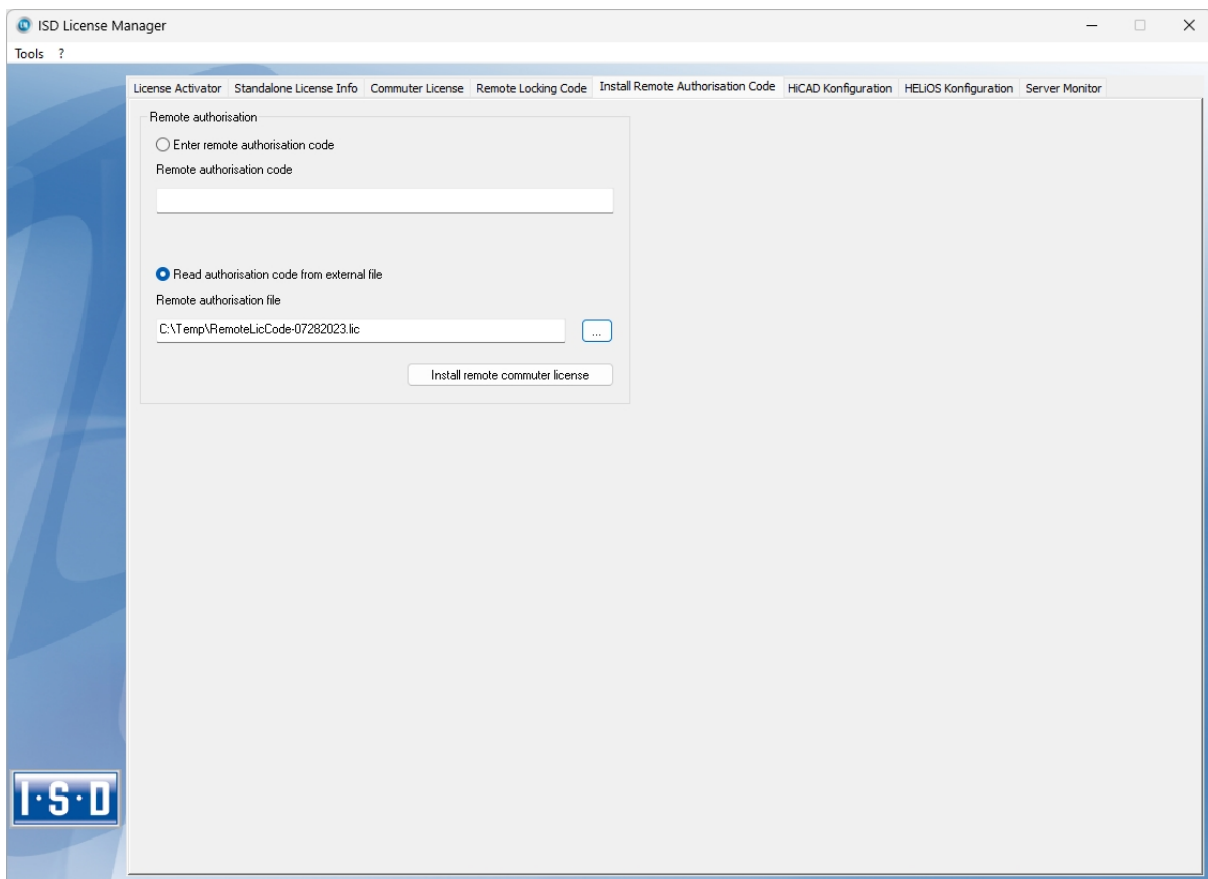 ISD License Manager
Tools ?
License Activator Standalone License Info Commuter License Remote Locking Code Install Remote Authorisation Code HiCAD Konfiguration HELiOS Konfiguration Server Monitor
Remote authorisation
Enter remote authorisation code
Remote authorisation code
Read authorisation code from external file
Remote authorisation file
C:\Temp\RemoteLicCode-07282023.lic
...
Install remote commuter license
I·S·D